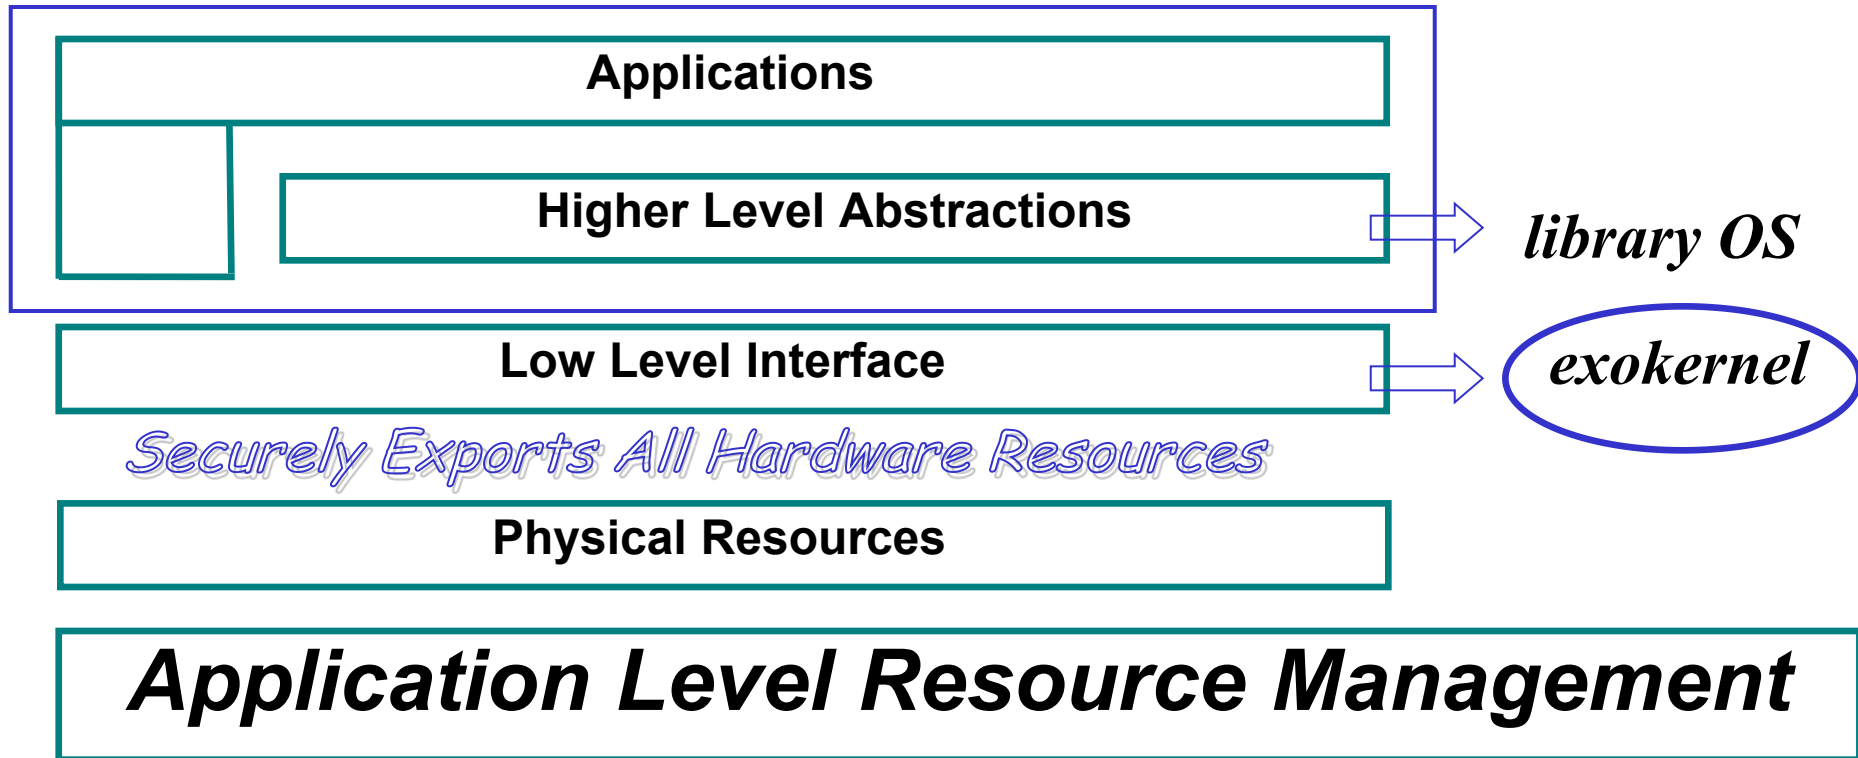 Applications
Higher Level Abstractions
library OS
Low Level Interface
exokernel
Securely Exports All Hardware Resources
Physical Resources
Application Level Resource Management